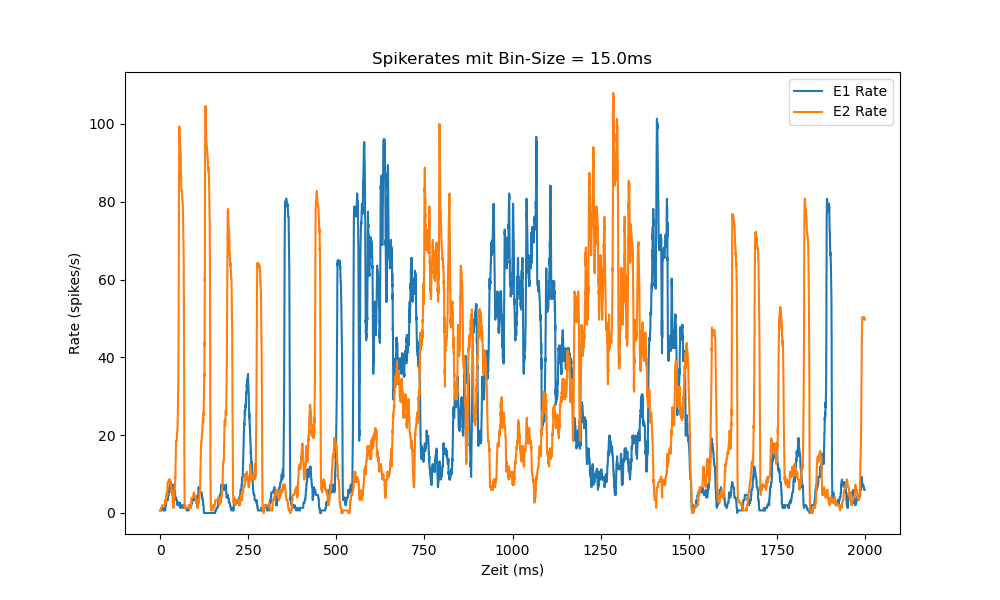 Spikerates mit Bin-Size = 15.0ms
E1 Rate
E2 Rate
Rate (spikes/s)
100
80
60
40
20
0
0 250 500 750 1000 1250 1500 1750 2000
Zeit (ms)